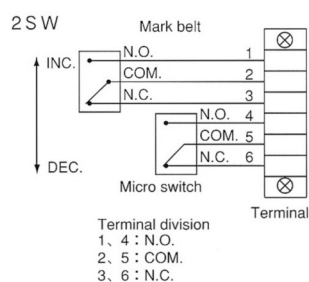 2SW
Mark belt
INC.
N.O.
1
COM.
2
N.C.
3
N.O.
4
COM.
5
N.C.
6
DEC.
Micro switch
Terminal
Terminal division
1、4：N.O.
2、5：COM.
3、6：N.C.